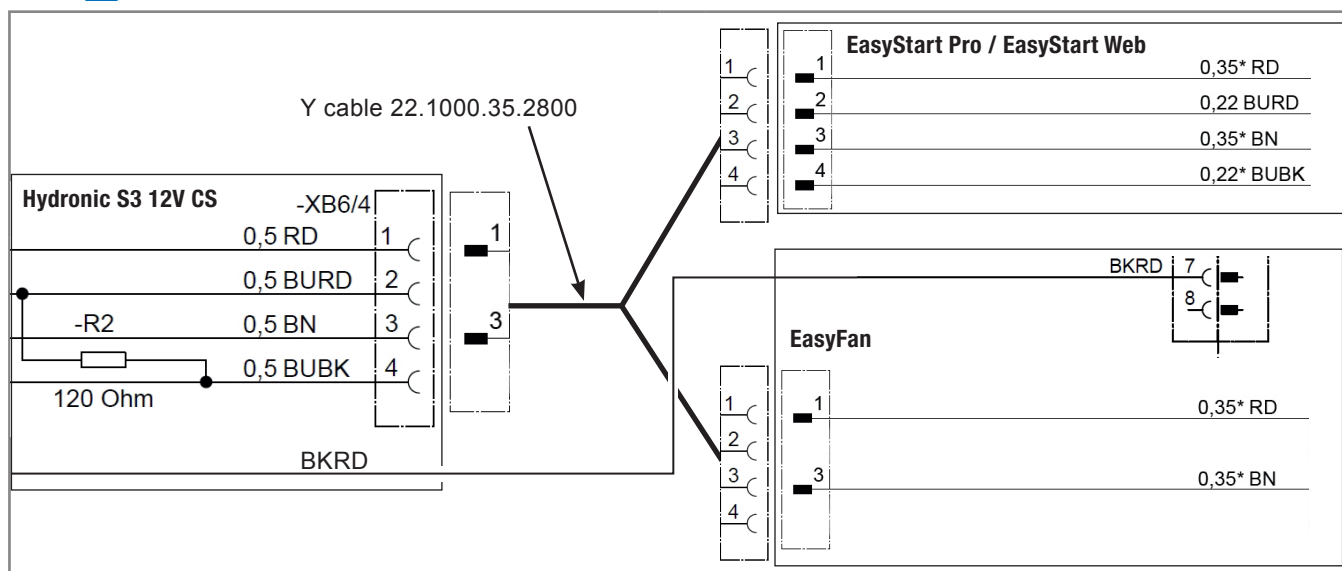 EasyStart Pro / EasyStart Web
1
1
0,35* RD
2
2
0,22 BURD
3
3
0,35* BN
4
4
0,22* BUBK
Y cable 22.1000.35.2800
Hydronic S3 12V CS
-XB6/4
0,5 RD
1
1
0,5 BURD
2
-R2
0,5 BN
3
3
0,5 BUBK
4
120 Ohm
BKRD
BKRD
7
8
EasyFan
1
1
0,35* RD
2
3
3
0,35* BN
4